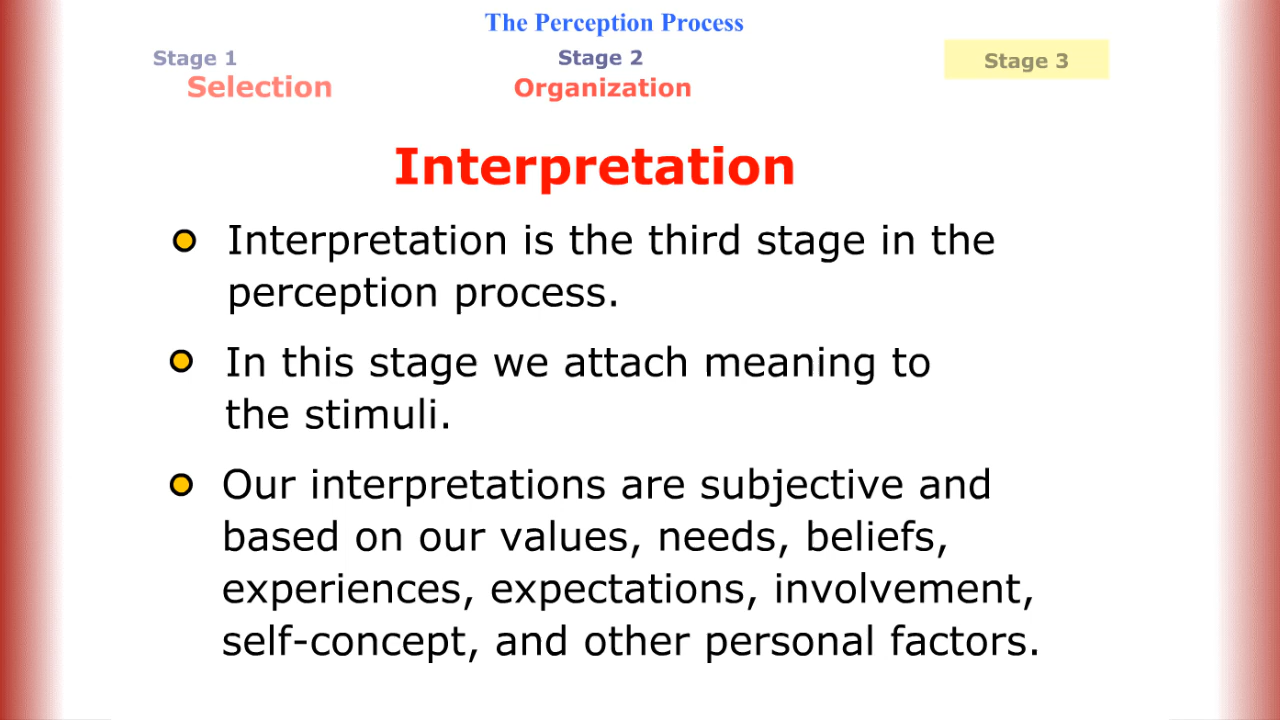 The Perception Process
Stage 1
Stage 2
Stage 3
Selection
Organization
Interpretation
Interpretation is the third stage in the
perception process.
In this stage we attach meaning to
the stimuli.
Our interpretations are subjective and
based on our values, needs, beliefs,
experiences, expectations, involvement,
self-concept, and other personal factors.